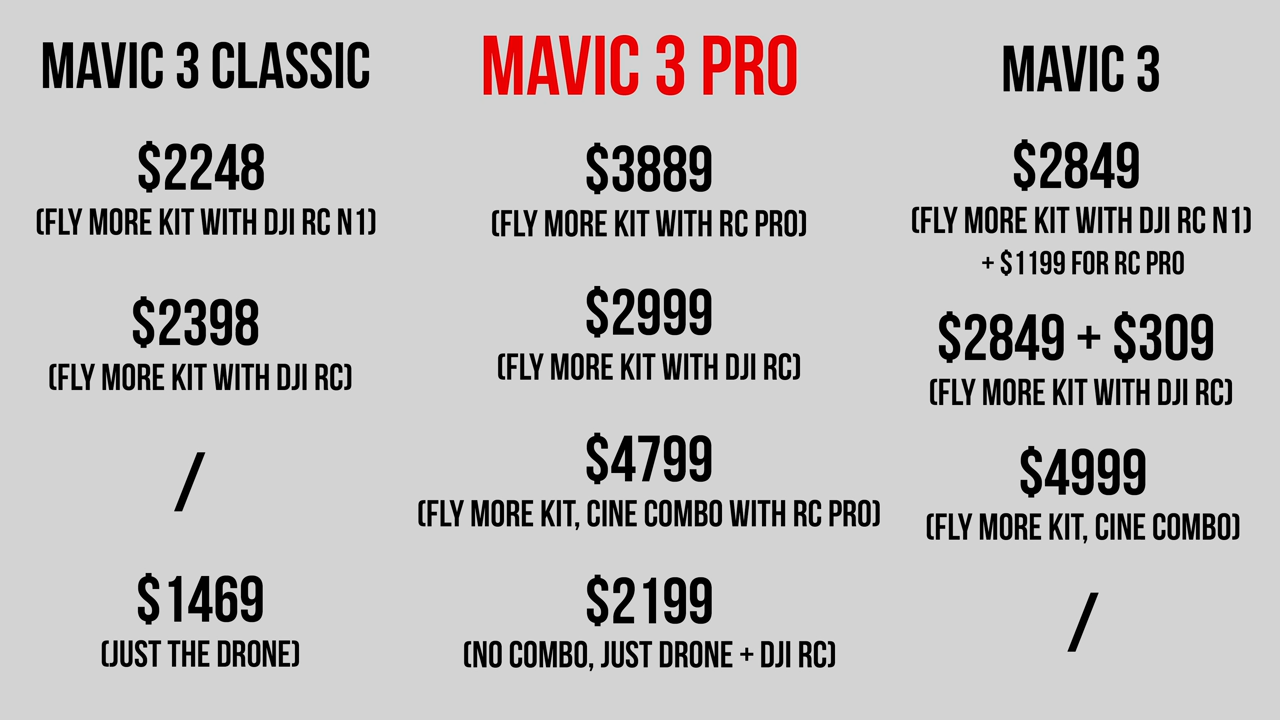 MAVIC 3 CLASSIC
$2248
(FLY MORE KIT WITH DJI RC N1)
$2398
(FLY MORE KIT WITH DJI RC)
/
$1469
(JUST THE DRONE)
MAVIC 3 PRO
$3889
(FLY MORE KIT WITH RC PRO)
$2999
(FLY MORE KIT WITH DJI RC)
$4799
(FLY MORE KIT, CINE COMBO WITH RC PRO)
$2199
(NO COMBO, JUST DRONE + DJI RC)
MAVIC 3
$2849
(FLY MORE KIT WITH DJI RC N1)
+ $1199 FOR RC PRO
$2849 + $309
(FLY MORE KIT WITH DJI RC)
$4999
(FLY MORE KIT, CINE COMBO)
/